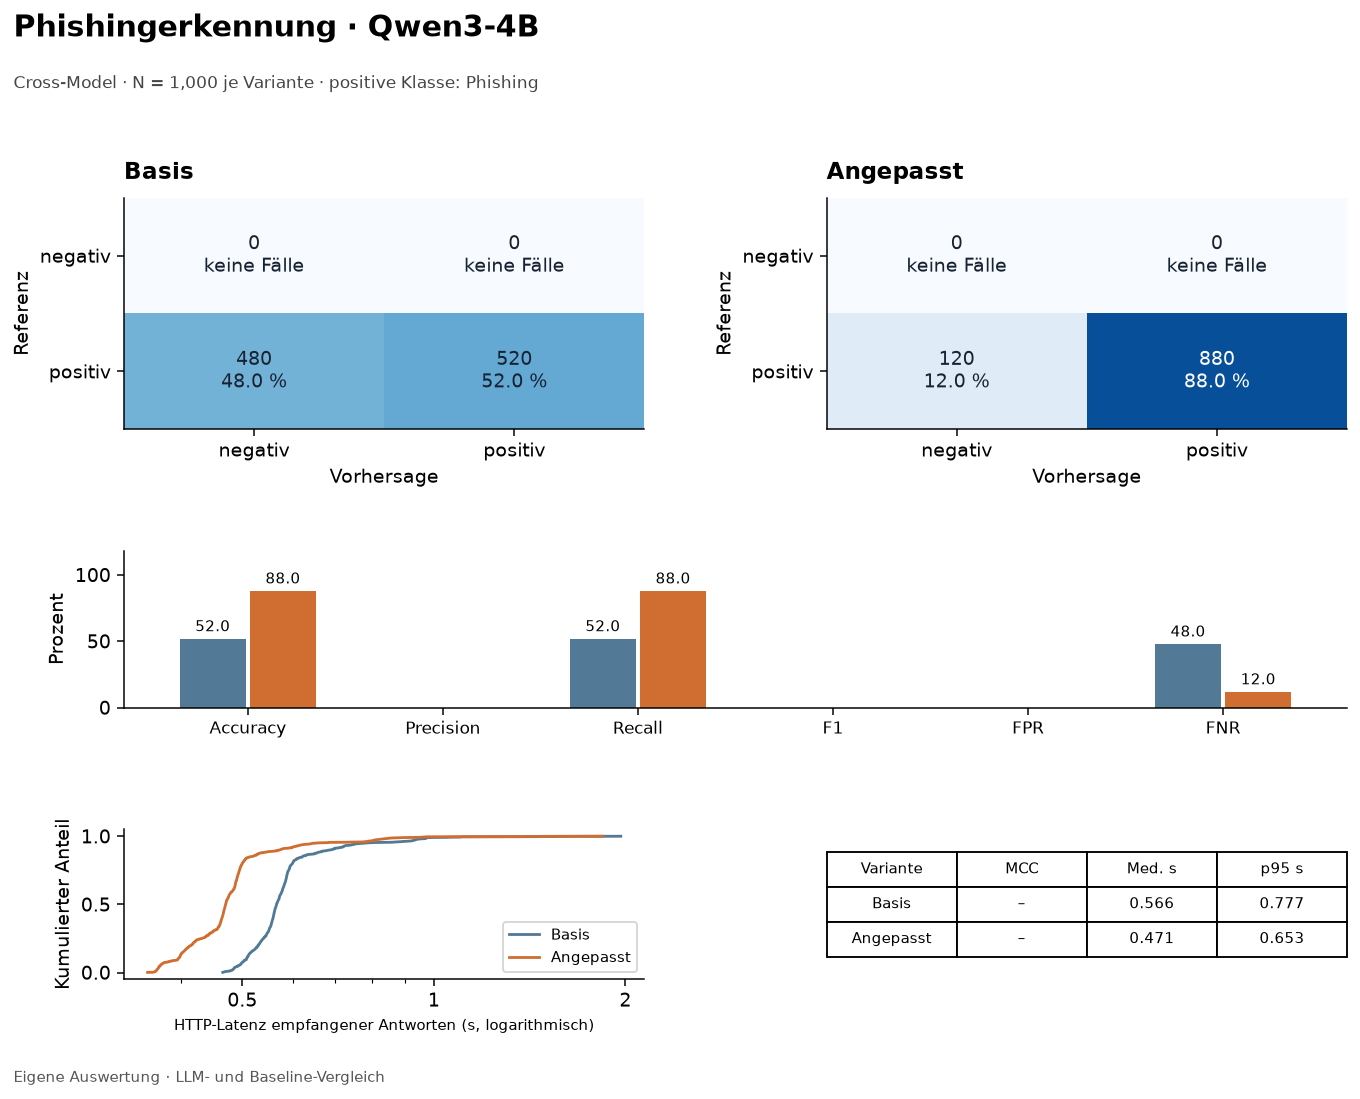 Phishingerkennung · Qwen3-4B
Cross-Model · N = 1,000 je Variante · positive Klasse: Phishing
Basis
Referenz
negativ
0
keine Fälle
0
keine Fälle
positiv
480
48.0 %
520
52.0 %
negativ
positiv
Vorhersage
Angepasst
Referenz
negativ
0
keine Fälle
0
keine Fälle
positiv
120
12.0 %
880
88.0 %
negativ
positiv
Vorhersage
Prozent
100
50
0
52.0
88.0
52.0
88.0
48.0
12.0
Accuracy
Precision
Recall
F1
FPR
FNR
Kumulierter Anteil
1.0
0.5
0.0
Basis
Angepasst
0.5
1
2
HTTP-Latenz empfangener Antworten (s, logarithmisch)
Variante MCC Med. s p95 s
Basis – 0.566 0.777
Angepasst – 0.471 0.653
Eigene Auswertung · LLM- und Baseline-Vergleich